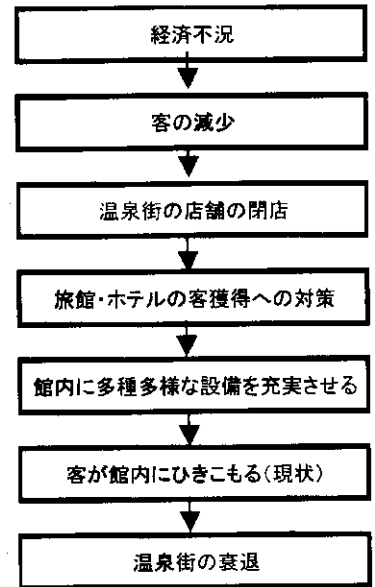 経済不況
客の減少
温泉街の店舗の閉店
旅館・ホテルの客獲得への対策
館内に多種多様な設備を充実させる
客が館内にひきこもる(現状)
温泉街の衰退